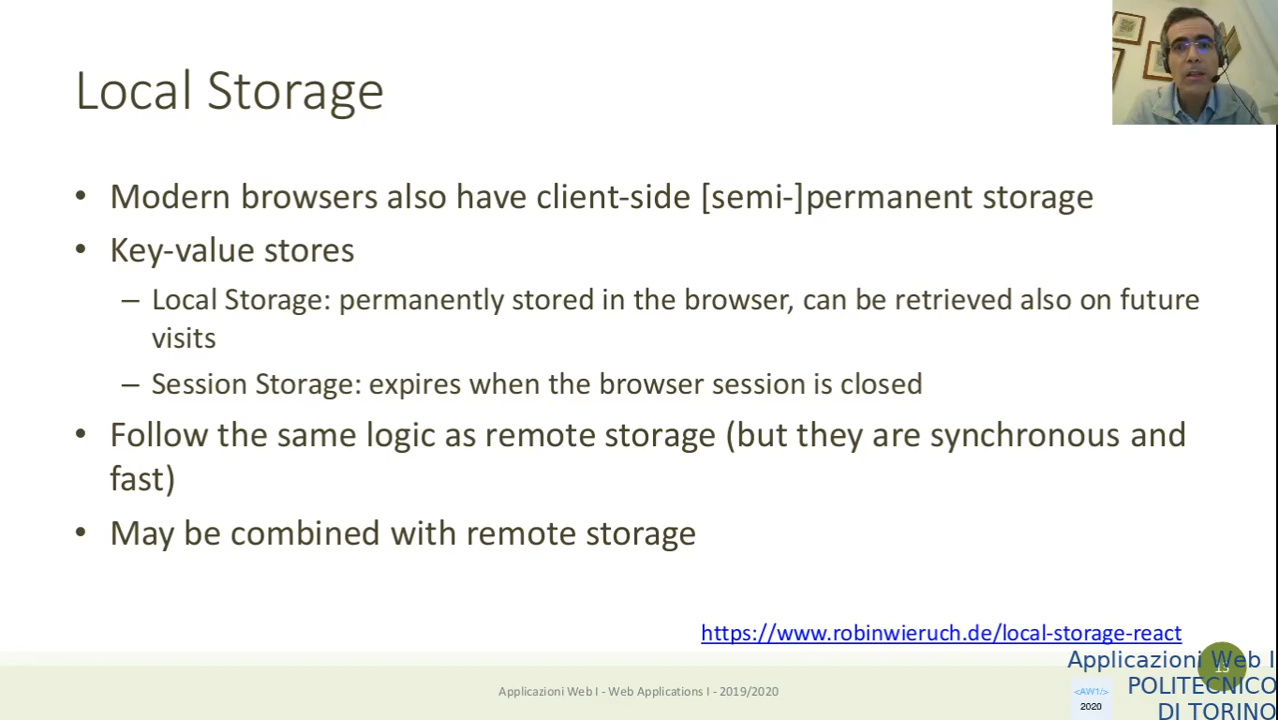 Local Storage
• Modern browsers also have client-side [semi-]permanent storage
• Key-value stores
– Local Storage: permanently stored in the browser, can be retrieved also on future
visits
– Session Storage: expires when the browser session is closed
• Follow the same logic as remote storage (but they are synchronous and
fast)
• May be combined with remote storage
https://www.robinwieruch.de/local-storage-react
Applicazioni Web I - Web Applications I - 2019/2020
<AW1/>
2020
13
Applicazioni Web I
POLITECNICO
DI TORINO